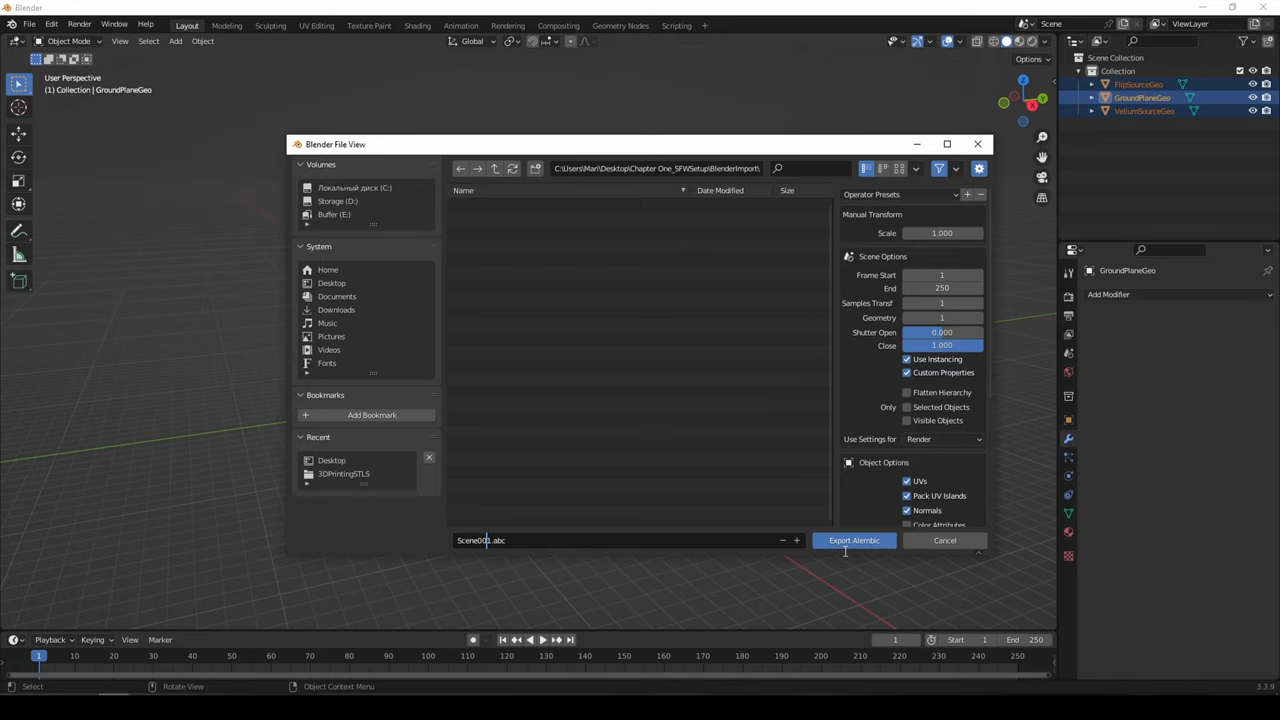 Blender
File Edit Render Window Help Layout Modeling Sculpting UV Editing Texture Paint Shading Animation Rendering Compositing Geometry Nodes Scripting + Scene ViewLayer
Object Mode View Select Add Object Global
Options
User Perspective
(1) Collection | GroundPlaneGeo
Z
Y
X
Scene Collection
Collection
FlipSourceGeo
GroundPlaneGeo
VellumSourceGeo
GroundPlaneGeo
Add Modifier
Blender File View
Volumes
Локальный диск (C:)
Storage (D:)
Buffer (E:)
System
Home
Desktop
Documents
Downloads
Music
Pictures
Videos
Fonts
Bookmarks
+ Add Bookmark
Recent
Desktop
3DPrintingSTLS
C:\Users\Mari\Desktop\Chapter One_SFWSetup\BlenderImport\
Name Date Modified Size
Operator Presets
Manual Transform
Scale 1.000
Scene Options
Frame Start 1
End 250
Samples Transf 1
Geometry 1
Shutter Open 0.000
Close 1.000
Use Instancing
Custom Properties
Flatten Hierarchy
Only Selected Objects
Visible Objects
Use Settings for Render
Object Options
UVs
Pack UV Islands
Normals
Color Attributes
Scene001.abc
Export Alembic Cancel
Playback Keying View Marker 1 Start 1 End 250
1 10 20 30 40 50 60 70 80 90 100 110 120 130 140 150 160 170 180 190 200 210 220 230 240 250
Select Rotate View Object Context Menu 3.3.9